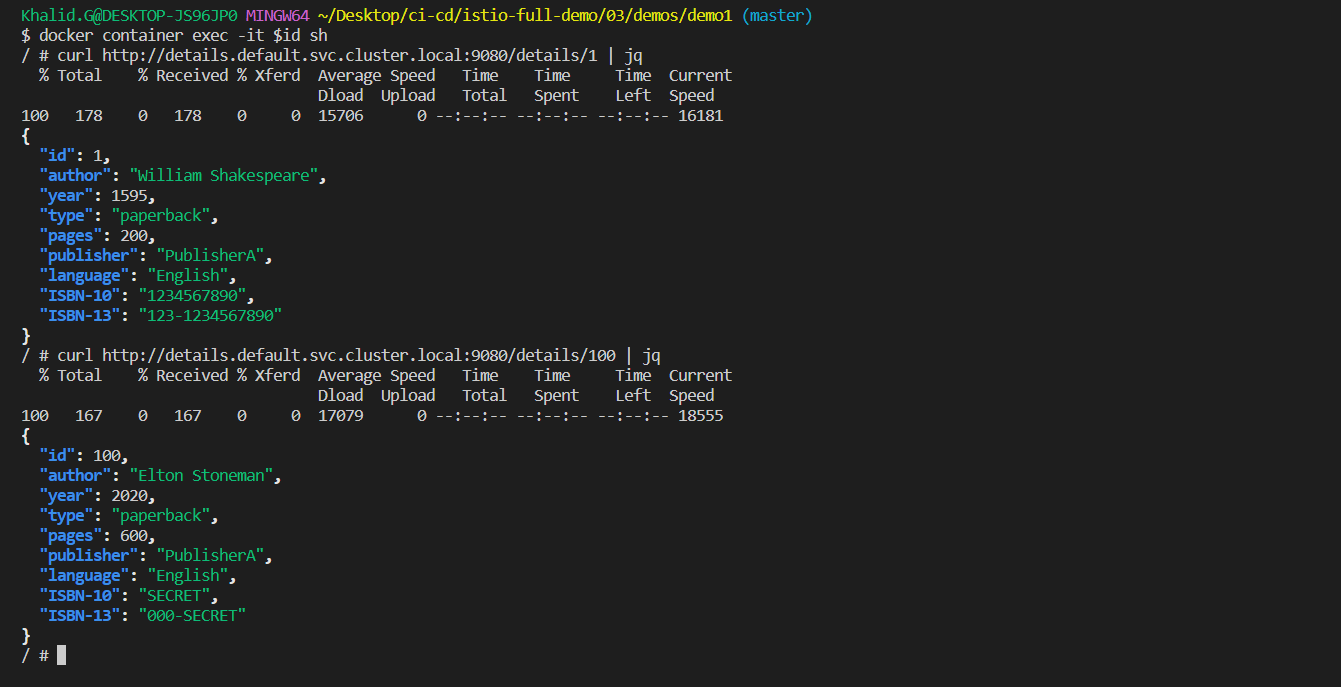 Khalid.G@DESKTOP-JS96JP0 MINGW64 ~/Desktop/ci-cd/istio-full-demo/03/demos/demo1 (master)
$ docker container exec -it $id sh
/ # curl http://details.default.svc.cluster.local:9080/details/1 | jq
  % Total    % Received % Xferd  Average Speed   Time    Time     Time  Current
                                 Dload  Upload   Total   Spent    Left  Speed
100   178    0   178    0     0  15706      0 --:--:-- --:--:-- --:--:-- 16181
{
  "id": 1,
  "author": "William Shakespeare",
  "year": 1595,
  "type": "paperback",
  "pages": 200,
  "publisher": "PublisherA",
  "language": "English",
  "ISBN-10": "1234567890",
  "ISBN-13": "123-1234567890"
}
/ # curl http://details.default.svc.cluster.local:9080/details/100 | jq
  % Total    % Received % Xferd  Average Speed   Time    Time     Time  Current
                                 Dload  Upload   Total   Spent    Left  Speed
100   167    0   167    0     0  17079      0 --:--:-- --:--:-- --:--:-- 18555
{
  "id": 100,
  "author": "Elton Stoneman",
  "year": 2020,
  "type": "paperback",
  "pages": 600,
  "publisher": "PublisherA",
  "language": "English",
  "ISBN-10": "SECRET",
  "ISBN-13": "000-SECRET"
}
/ #